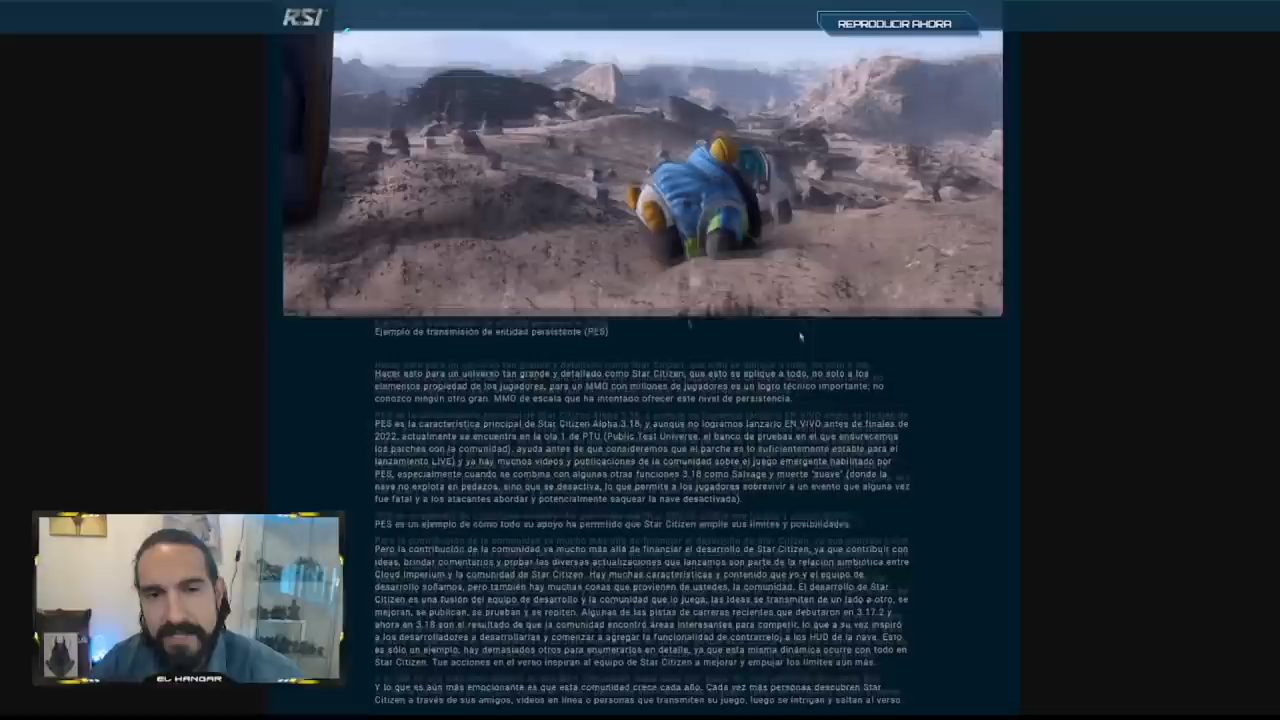 RSI
REPRODUCIR AHORA
Ejemplo de transmisión de entidad persistente (PES)
Hacer esto para un universo tan grande y detallado como Star Citizen, que esto se aplique a todo, no solo a los
elementos propiedad de los jugadores, para un MMO con millones de jugadores es un logro técnico importante; no
conozco ningún otro gran. MMO de escala que ha intentado ofrecer este nivel de persistencia.
PES es la característica principal de Star Citizen Alpha 3.18, y aunque no logramos lanzarlo EN VIVO antes de finales de
2022, actualmente se encuentra en la ola 1 de PTU (Public Test Universe, el banco de pruebas en el que endurecemos
los parches con la comunidad). ayuda antes de que consideremos que el parche es lo suficientemente estable para el
lanzamiento LIVE) y ya hay muchos videos y publicaciones de la comunidad sobre el juego emergente habilitado por
PES, especialmente cuando se combina con algunas otras funciones 3.18 como Salvage y muerte "suave" (donde la
nave no explota en pedazos, sino que se desactiva, lo que permite a los jugadores sobrevivir a un evento que alguna vez
fue fatal y a los atacantes abordar y potencialmente saquear la nave desactivada).
PES es un ejemplo de cómo todo su apoyo ha permitido que Star Citizen amplíe sus límites y posibilidades.
Pero la contribución de la comunidad va mucho más allá de financiar el desarrollo de Star Citizen, ya que contribuir con
ideas, brindar comentarios y probar las diversas actualizaciones que lanzamos son parte de la relación simbiótica entre
Cloud Imperium y la comunidad de Star Citizen. Hay muchas características y contenido que yo y el equipo de
desarrollo soñamos, pero también hay muchas cosas que provienen de ustedes, la comunidad. El desarrollo de Star
Citizen es una fusión del equipo de desarrollo y la comunidad que lo juega, las ideas se transmiten de un lado a otro, se
mejoran, se publican, se prueban y se repiten. Algunas de las pistas de carreras recientes que debutaron en 3.17.2 y
ahora en 3.18 son el resultado de que la comunidad encontró áreas interesantes para competir, lo que a su vez inspiró
a los desarrolladores a desarrollarlas y comenzar a agregar la funcionalidad de contrarreloj a los HUD de la nave. Esto
es sólo un ejemplo, hay demasiados otros para enumerarlos en detalle, ya que esta misma dinámica ocurre con todo en
Star Citizen. Tus acciones en el verso inspiran al equipo de Star Citizen a mejorar y empujar los límites aún más.
Y lo que es aún más emocionante es que esta comunidad crece cada año. Cada vez más personas descubren Star
Citizen a través de sus amigos, videos en línea o personas que transmiten su juego, luego se intrigan y saltan al verso
EL HANGAR